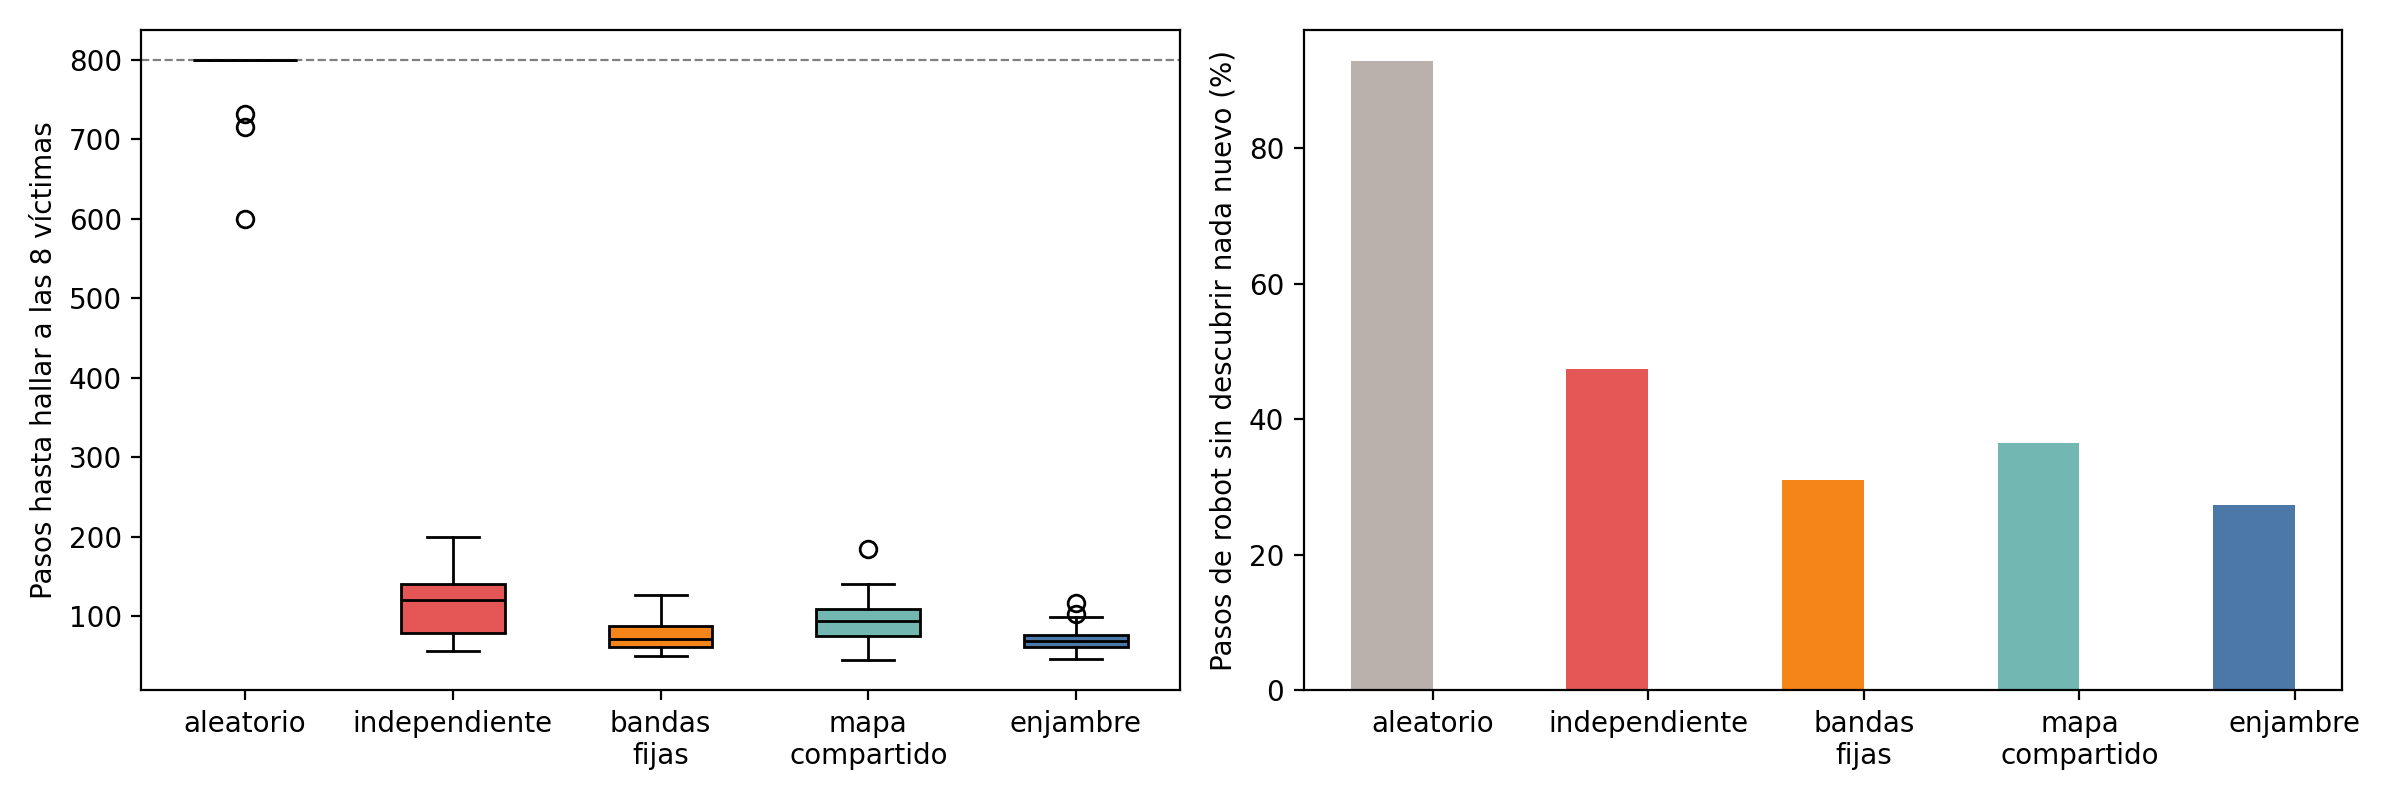 Pasos hasta hallar a las 8 víctimas
800
700
600
500
400
300
200
100
aleatorio
independiente
bandas
fijas
mapa
compartido
enjambre
Pasos de robot sin descubrir nada nuevo (%)
80
60
40
20
0
aleatorio
independiente
bandas
fijas
mapa
compartido
enjambre